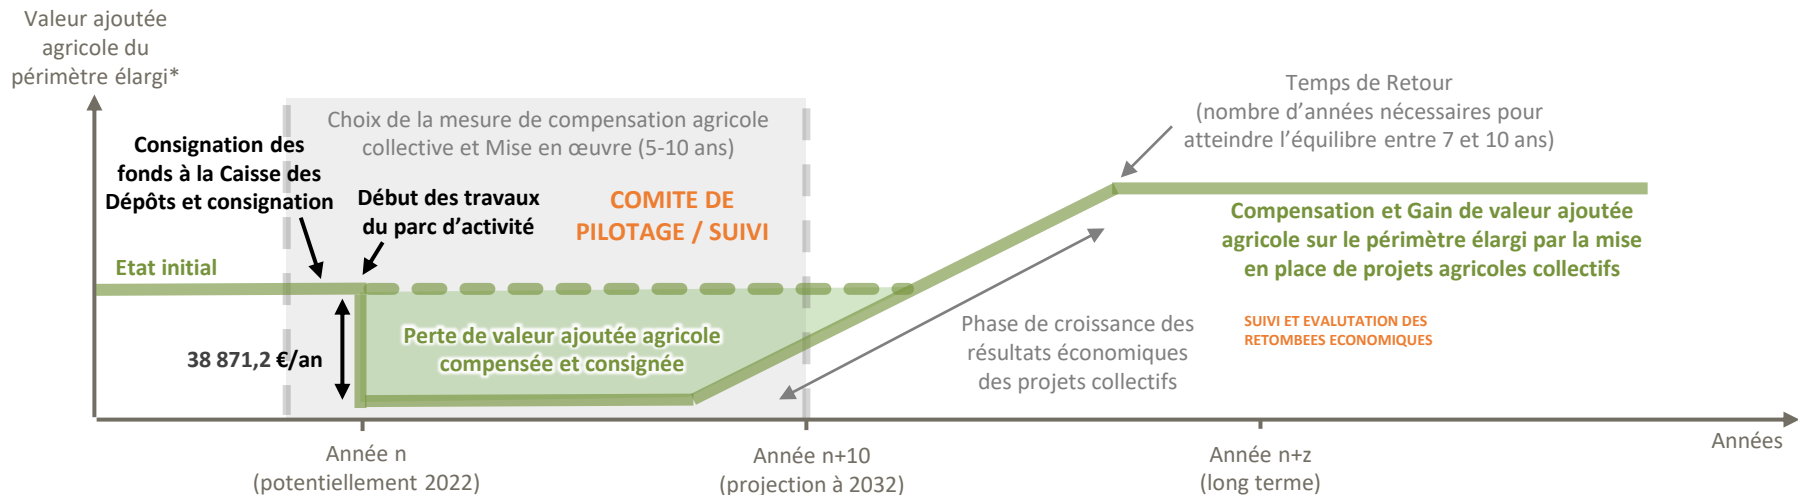 Valeur ajoutée
agricole du
périmètre élargi*
Choix de la mesure de compensation agricole
collective et Mise en œuvre (5-10 ans)
Temps de Retour
(nombre d’années nécessaires pour
atteindre l’équilibre entre 7 et 10 ans)
Consignation des
fonds à la Caisse des
Dépôts et consignation
Début des travaux
du parc d’activité
COMITE DE
PILOTAGE / SUIVI
Etat initial
Compensation et Gain de valeur ajoutée
agricole sur le périmètre élargi par la mise
en place de projets agricoles collectifs
38 871,2 €/an
Perte de valeur ajoutée agricole
compensée et consignée
Phase de croissance des
résultats économiques
des projets collectifs
SUIVI ET EVALUTATION DES
RETOMBEES ECONOMIQUES
Années
Année n
(potentiellement 2022)
Année n+10
(projection à 2032)
Année n+z
(long terme)